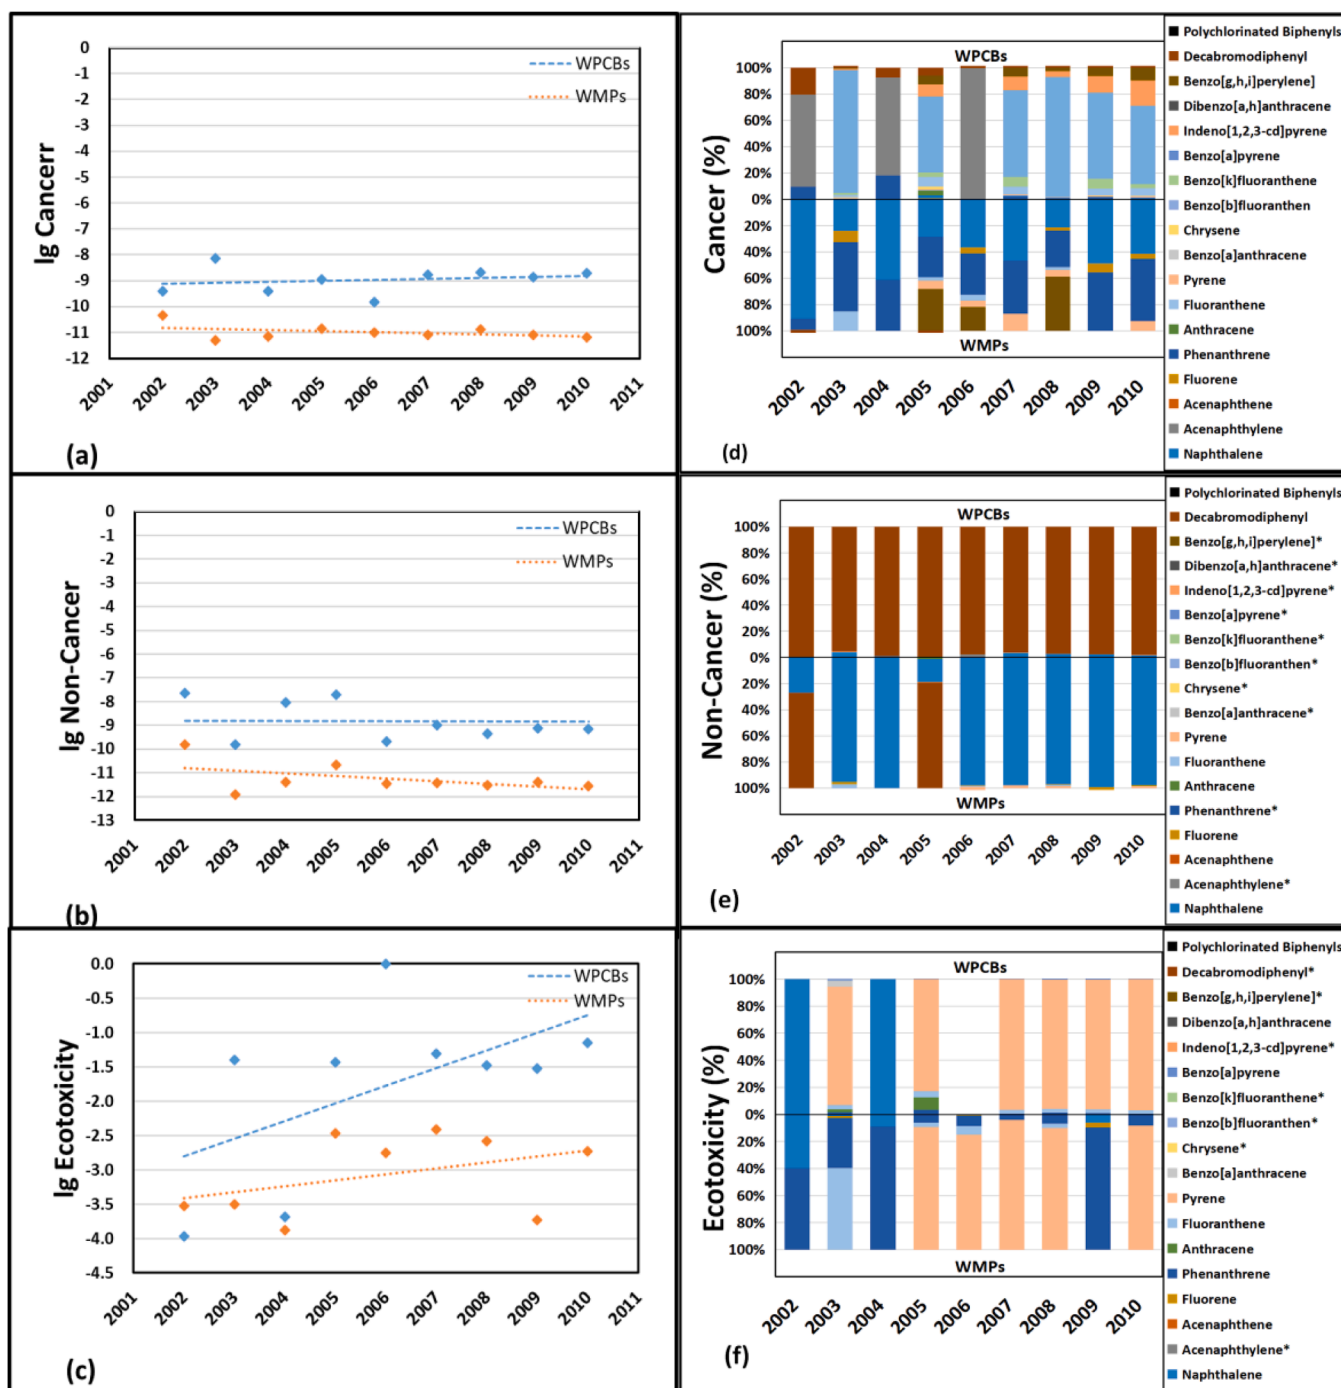 lg Cancerr
0
-1
-2
-3
-4
-5
-6
-7
-8
-9
-10
-11
-12
WPCBs
WMPs
2001
2002
2003
2004
2005
2006
2007
2008
2009
2010
2011
(a)
Cancer (%)
WPCBs
100%
80%
60%
40%
20%
0%
20%
40%
60%
80%
100%
WMPs
2002
2003
2004
2005
2006
2007
2008
2009
2010
(d)
Polychlorinated Biphenyls
Decabromodiphenyl
Benzo[g,h,i]perylene]
Dibenzo[a,h]anthracene
Indeno[1,2,3-cd]pyrene
Benzo[a]pyrene
Benzo[k]fluoranthene
Benzo[b]fluoranthen
Chrysene
Benzo[a]anthracene
Pyrene
Fluoranthene
Anthracene
Phenanthrene
Fluorene
Acenaphthene
Acenaphthylene
Naphthalene
lg Non-Cancer
0
-1
-2
-3
-4
-5
-6
-7
-8
-9
-10
-11
-12
-13
WPCBs
WMPs
2001
2002
2003
2004
2005
2006
2007
2008
2009
2010
2011
(b)
Non-Cancer (%)
WPCBs
100%
80%
60%
40%
20%
0%
20%
40%
60%
80%
100%
WMPs
2002
2003
2004
2005
2006
2007
2008
2009
2010
(e)
Polychlorinated Biphenyls
Decabromodiphenyl
Benzo[g,h,i]perylene]*
Dibenzo[a,h]anthracene*
Indeno[1,2,3-cd]pyrene*
Benzo[a]pyrene*
Benzo[k]fluoranthene*
Benzo[b]fluoranthen*
Chrysene*
Benzo[a]anthracene*
Pyrene
Fluoranthene
Anthracene
Phenanthrene*
Fluorene
Acenaphthene
Acenaphthylene*
Naphthalene
lg Ecotoxicity
0.0
-0.5
-1.0
-1.5
-2.0
-2.5
-3.0
-3.5
-4.0
-4.5
WPCBs
WMPs
2001
2002
2003
2004
2005
2006
2007
2008
2009
2010
2011
(c)
Ecotoxicity (%)
WPCBs
100%
80%
60%
40%
20%
0%
20%
40%
60%
80%
100%
WMPs
2002
2003
2004
2005
2006
2007
2008
2009
2010
(f)
Polychlorinated Biphenyls
Decabromodiphenyl*
Benzo[g,h,i]perylene]*
Dibenzo[a,h]anthracene
Indeno[1,2,3-cd]pyrene*
Benzo[a]pyrene
Benzo[k]fluoranthene*
Benzo[b]fluoranthen*
Chrysene*
Benzo[a]anthracene
Pyrene
Fluoranthene
Anthracene
Phenanthrene
Fluorene
Acenaphthene
Acenaphthylene*
Naphthalene